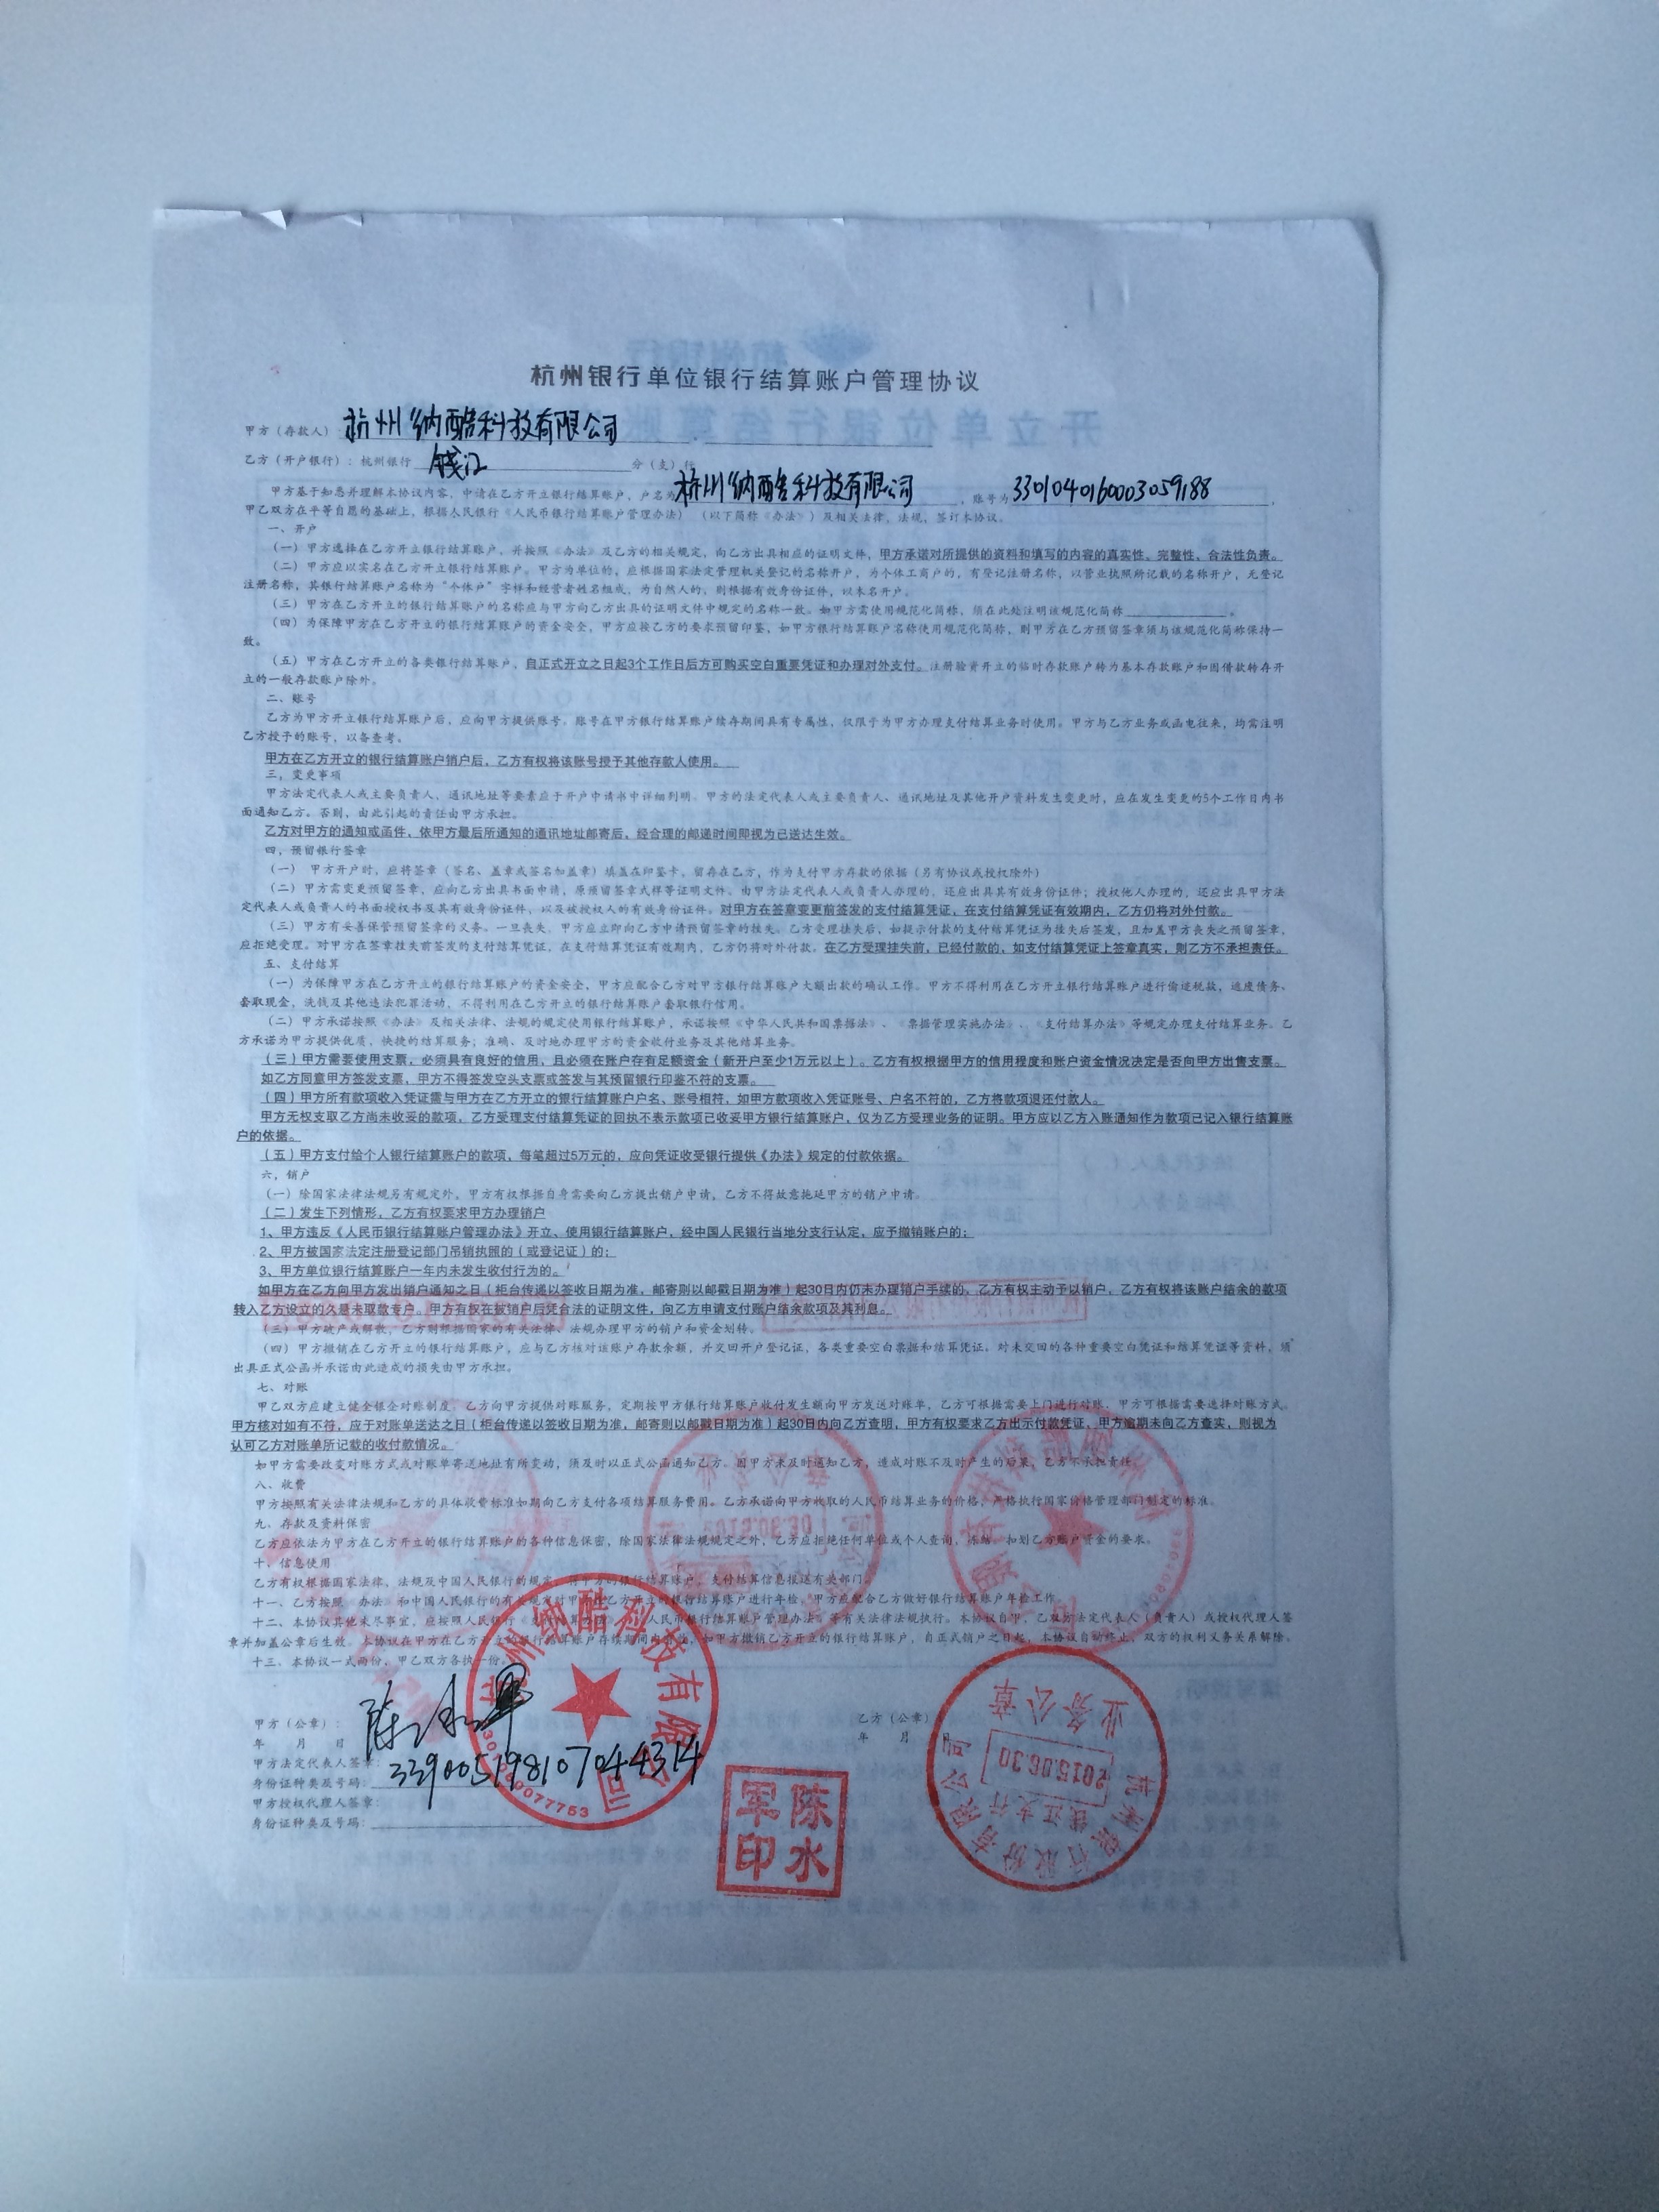 杭州银行单位银行结算账户管理协议
甲方（存款人）：杭州纳酷科技有限公司
乙方（开户银行）：杭州银行 钱江 分（支）行
甲方基于知悉并理解本协议内容，申请在乙方开立银行结算账户，户名为 杭州纳酷科技有限公司 ，账号为 3301040160003059188 ，
甲乙双方在平等自愿的基础上，根据人民银行《人民币银行结算账户管理办法》（以下简称《办法》）及相关法律、法规，签订本协议。
一、开户
（一）甲方选择在乙方开立银行结算账户，并按照《办法》及乙方的相关规定，向乙方出具相应的证明文件，甲方承诺对所提供的资料和填写的内容的真实性、完整性、合法性负责。
（二）甲方应以实名在乙方开立银行结算账户。甲方为单位的，应根据国家法定管理机关登记的名称开户，为个体工商户的，有登记注册名称，以营业执照所记载的名称开户，无登记
注册名称，其银行结算账户名称为“个体户”字样和经营者姓名组成，为自然人的，则根据有效身份证件，以本名开户。
（三）甲方在乙方开立的银行结算账户的名称应与甲方向乙方出具的证明文件中规定的名称一致。如甲方需使用规范化简称，须在此处注明该规范化简称 。
（四）为保障甲方在乙方开立的银行结算账户的资金安全，甲方应按乙方的要求预留印鉴，如甲方银行结算账户名称使用规范化简称，则甲方在乙方预留签章须与该规范化简称保持一
致。
（五）甲方在乙方开立的各类银行结算账户，自正式开立之日起3个工作日后方可购买空白重要凭证和办理对外支付。注册验资开立的临时存款账户转为基本存款账户和因借款转存开
立的一般存款账户除外。
二、账号
乙方为甲方开立银行结算账户后，应向甲方提供账号。账号在甲方银行结算账户续存期间具有专属性，仅限于为甲方办理支付结算业务时使用。甲方与乙方业务或函电往来，均需注明
乙方授予的账号，以备查考。
甲方在乙方开立的银行结算账户销户后，乙方有权将该账号授予其他存款人使用。
三、变更事项
甲方法定代表人或主要负责人、通讯地址等要素应于开户申请书中详细列明。甲方的法定代表人或主要负责人、通讯地址及其他开户资料发生变更时，应在发生变更的5个工作日内书
面通知乙方。否则，由此引起的责任由甲方承担。
乙方对甲方的通知或函件，依甲方最后所通知的通讯地址邮寄后，经合理的邮递时间即视为已送达生效。
四、预留银行签章
（一） 甲方开户时，应将签章（签名、盖章或签名加盖章）填盖在印鉴卡，留存在乙方，作为支付甲方存款的依据（另有协议或授权除外）
（二）甲方需变更预留签章，应向乙方出具书面申请，原预留签章式样等证明文件。由甲方法定代表人或负责人办理的，还应出具其有效身份证件；授权他人办理的，还应出具甲方法
定代表人或负责人的书面授权书及其有效身份证件，以及被授权人的有效身份证件。对甲方在签章变更前签发的支付结算凭证，在支付结算凭证有效期内，乙方仍将对外付款。
（三）甲方有妥善保管预留签章的义务。一旦丧失，甲方应立即向乙方申请预留签章的挂失。乙方受理挂失后，如提示付款的支付结算凭证为挂失后签发，且加盖甲方丧失之预留签章，
应拒绝受理。对甲方在签章挂失前签发的支付结算凭证，在支付结算凭证有效期内，乙方仍将对外付款。在乙方受理挂失前，已经付款的，如支付结算凭证上签章真实，则乙方不承担责任。
五、支付结算
（一）为保障甲方在乙方开立的银行结算账户的资金安全，甲方应配合乙方对甲方银行结算账户大额出款的确认工作。甲方不得利用在乙方开立银行结算账户进行偷逃税款，逃废债务、
套取现金，洗钱及其他违法犯罪活动，不得利用在乙方开立的银行结算账户套取银行信用。
（二）甲方承诺按照《办法》及相关法律、法规的规定使用银行结算账户，承诺按照《中华人民共和国票据法》、《票据管理实施办法》、《支付结算办法》等规定办理支付结算业务。乙
方承诺为甲方提供优质，快捷的结算服务；准确、及时地办理甲方的资金收付业务及其他结算业务。
（三）甲方需要使用支票，必须具有良好的信用，且必须在账户存有足额资金（新开户至少1万元以上）。乙方有权根据甲方的信用程度和账户资金情况决定是否向甲方出售支票。
如乙方同意甲方签发支票，甲方不得签发空头支票或签发与其预留银行印鉴不符的支票。
（四）甲方所有款项收入凭证需与甲方在乙方开立的银行结算账户户名、账号相符，如甲方款项收入凭证账号、户名不符的，乙方将款项退还付款人。
甲方无权支取乙方尚未收妥的款项，乙方受理支付结算凭证的回执不表示款项已收妥甲方银行结算账户，仅为乙方受理业务的证明。甲方应以乙方入账通知作为款项已记入银行结算账
户的依据。
（五）甲方支付给个人银行结算账户的款项，每笔超过5万元的，应向凭证收受银行提供《办法》规定的付款依据。
六、销户
（一）除国家法律法规另有规定外，甲方有权根据自身需要向乙方提出销户申请，乙方不得故意拖延甲方的销户申请。
（二）发生下列情形，乙方有权要求甲方办理销户
1、甲方违反《人民币银行结算账户管理办法》开立、使用银行结算账户，经中国人民银行当地分支行认定，应予撤销账户的；
2、甲方被国家法定注册登记部门吊销执照的（或登记证）的；
3、甲方单位银行结算账户一年内未发生收付行为的。
如甲方在乙方向甲方发出销户通知之日（柜台传递以签收日期为准，邮寄则以邮戳日期为准）起30日内仍未办理销户手续的，乙方有权主动予以销户，乙方有权将该账户结余的款项
转入乙方设立的久悬未取款专户。甲方有权在被销户后凭合法的证明文件，向乙方申请支付账户结余款项及其利息。
（三）甲方破产或解散，乙方则根据国家的有关法律、法规办理甲方的销户和资金划转。
（四）甲方撤销在乙方开立的银行结算账户，应与乙方核对该账户存款余额，并交回开户登记证，各类重要空白票据和结算凭证，对未交回的各种重要空白凭证和结算凭证等资料，须
出具正式公函并承诺由此造成的损失由甲方承担。
七、对账
甲乙双方应建立健全银企对账制度。乙方向甲方提供对账服务，定期按甲方银行结算账户收付发生额向甲方发送对账单，乙方可根据需要上门进行对账，甲方可根据需要选择对账方式。
甲方核对如有不符，应于对账单送达之日（柜台传递以签收日期为准，邮寄则以邮戳日期为准）起30日内向乙方查明，甲方有权要求乙方出示付款凭证，甲方逾期未向乙方查实，则视为
认可乙方对账单所记载的收付款情况。
如甲方需要改变对账方式或对账单寄送地址有所变动，须及时以正式公函通知乙方。因甲方未及时通知乙方，造成对账不及时产生的后果，乙方不承担责任。
八、收费
甲方按照有关法律法规和乙方的具体收费标准如期向乙方支付各项结算服务费用。乙方承诺向甲方收取的人民币结算业务的价格，严格执行国家价格管理部门制定的标准。
九、存款及资料保密
乙方应依法为甲方在乙方开立的银行结算账户的各种信息保密，除国家法律法规规定之外，乙方应拒绝任何单位或个人查询、冻结、扣划乙方账户资金的要求。
十、信息使用
乙方有权根据国家法律，法规及中国人民银行的规定，将甲方的银行结算账户，支付结算信息报送有关部门。
十一、乙方按照《办法》和中国人民银行的有关规定对甲方在乙方开立的银行结算账户进行年检，甲方应配合乙方做好银行结算账户年检工作。
十二、本协议其他未尽事宜，应按照人民银行《人民币银行结算账户管理办法》等有关法律法规执行。本协议自甲、乙双方法定代表人（负责人）或授权代理人签
章并加盖公章后生效。本协议在甲方在乙方开立的银行结算账户存续期间内有效，如甲方撤销乙方开立的银行结算账户，自正式销户之日起，本协议自动终止，双方的权利义务关系解除。
十三、本协议一式两份，甲乙双方各执一份。
甲方（公章）： 乙方（公章）
年 月 日 年 月
甲方法定代表人签章：
身份证种类及号码： 339005198107044314
甲方授权代理人签章：
身份证种类及号码：
杭州纳酷科技有限公司
陈水军印
杭州银行股份有限公司
钱江支行
2015.06.30
业务公章